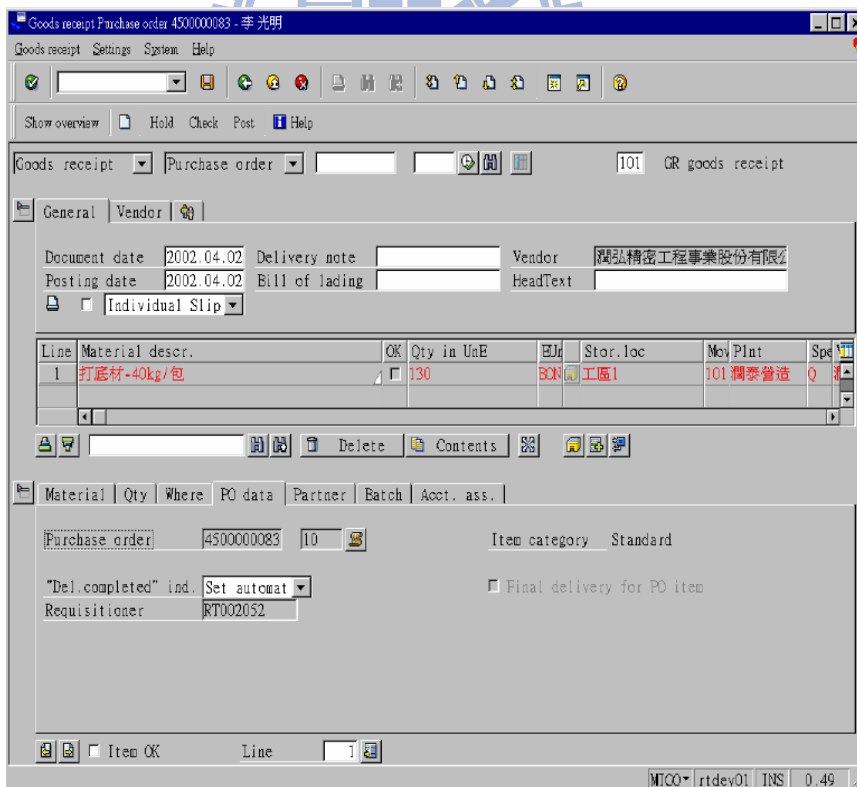 Goods receipt Purchase order 4500000083 - 李 光明
Goods receipt Settings System Help
Show overview Hold Check Post Help
Goods receipt Purchase order 101 GR goods receipt
General Vendor
Document date 2002.04.02 Delivery note Vendor 潤弘精密工程事業股份有限公
Posting date 2002.04.02 Bill of lading HeadText
Individual Slip
Line Material descr. OK Qty in UnE EUn Stor.loc Mov Plnt Spe
1 打底材-40kg/包 130 工區1 101 潤泰營造 Q
Delete Contents
Material Qty Where PO data Partner Batch Acct. ass.
Purchase order 4500000083 10 Item category Standard
"Del.completed" ind. Set automat Final delivery for PO item
Requisitioner RT002052
Item OK Line 1
MIGO rtdev01 INS 0.49